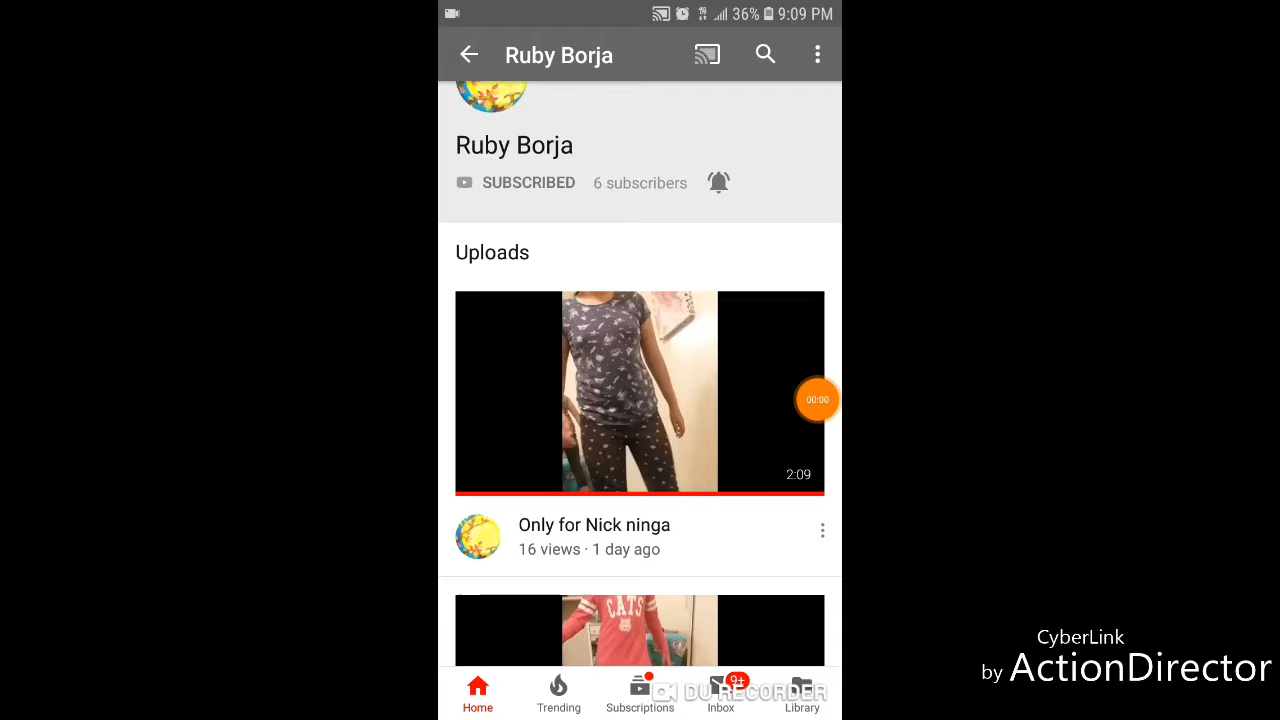 36% 9:09 PM
Ruby Borja
Ruby Borja
SUBSCRIBED 6 subscribers
Uploads
00:00
2:09
Only for Nick ninga
16 views · 1 day ago
CATS
CyberLink
by ActionDirector
9+
DU RECORDER
Home Trending Subscriptions Inbox Library